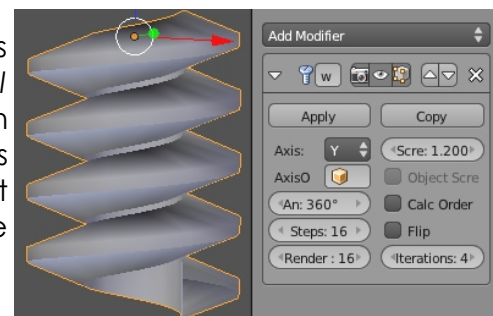 s
l
n
s
t
e
Add Modifier
w
Apply Copy
Axis: Y Scre: 1.200
AxisO Object Scre
An: 360° Calc Order
Steps: 16 Flip
Render : 16 Iterations: 4